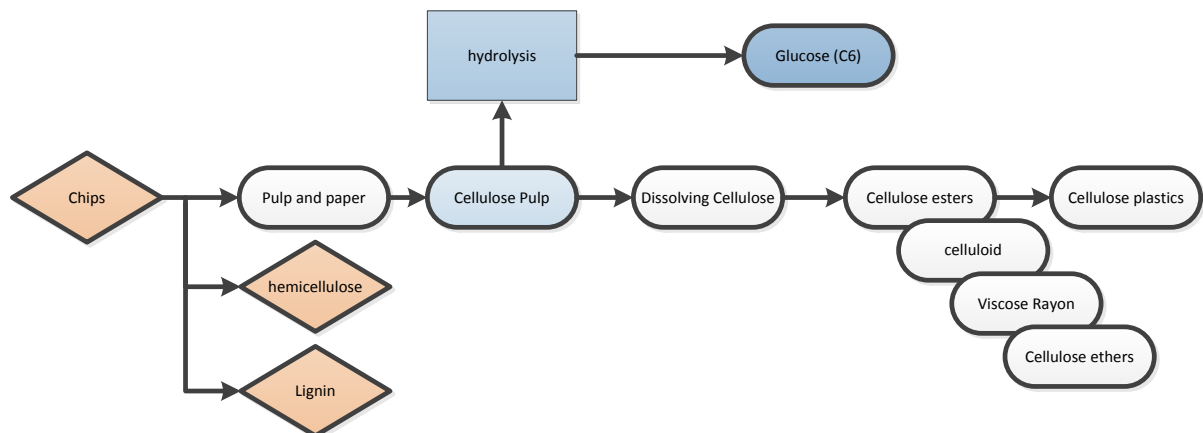 hydrolysis
Glucose (C6)
Chips
Pulp and paper
Cellulose Pulp
Dissolving Cellulose
Cellulose esters
Cellulose plastics
celluloid
hemicellulose
Viscose Rayon
Cellulose ethers
Lignin